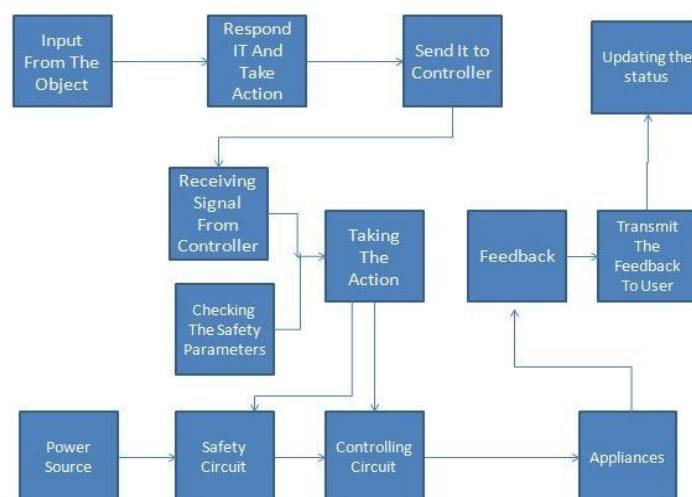 Input
From The
Object
Respond
IT And
Take
Action
Send It to
Controller
Updating the
status
Receiving
Signal
From
Controller
Taking
The
Action
Feedback
Transmit
The
Feedback
To User
Checking
The Safety
Parameters
Power
Source
Safety
Circuit
Controlling
Circuit
Appliances